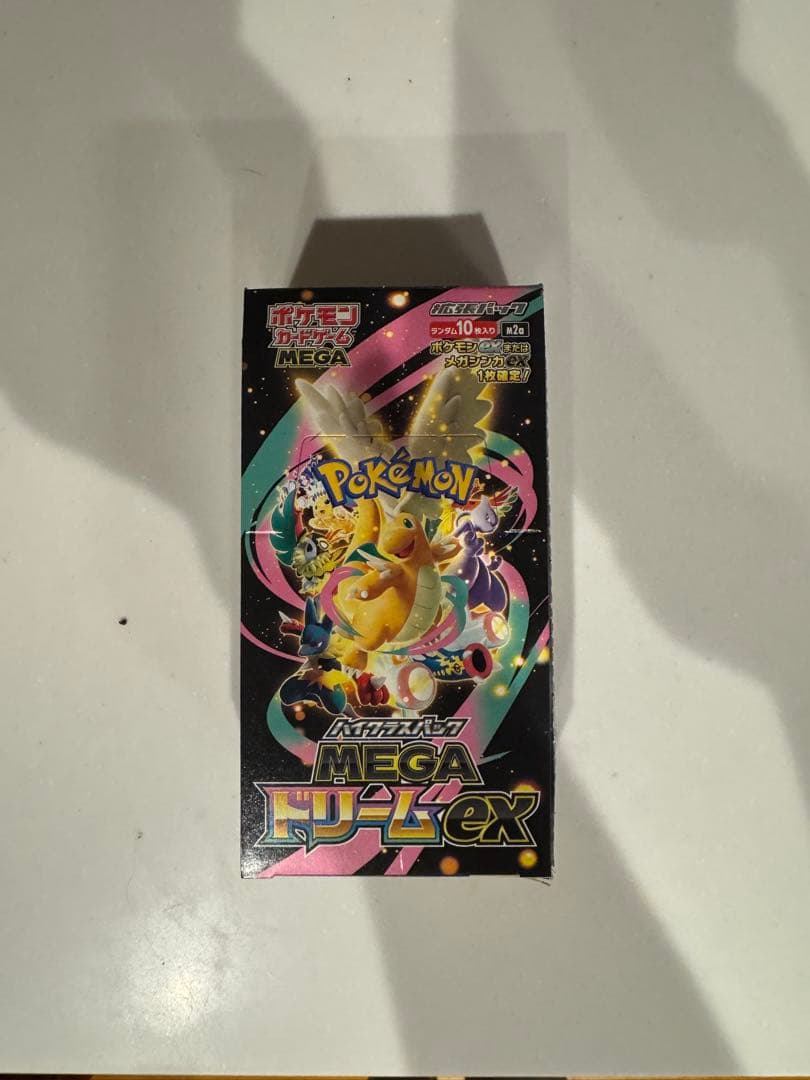 ポケモン
カードゲーム
MEGA
拡張パック
ランダム10枚入り M2a
ポケモンexまたは
メガシンカex
1枚確定!
POKéMON
ハイクラスパック
MEGA
ドリームex